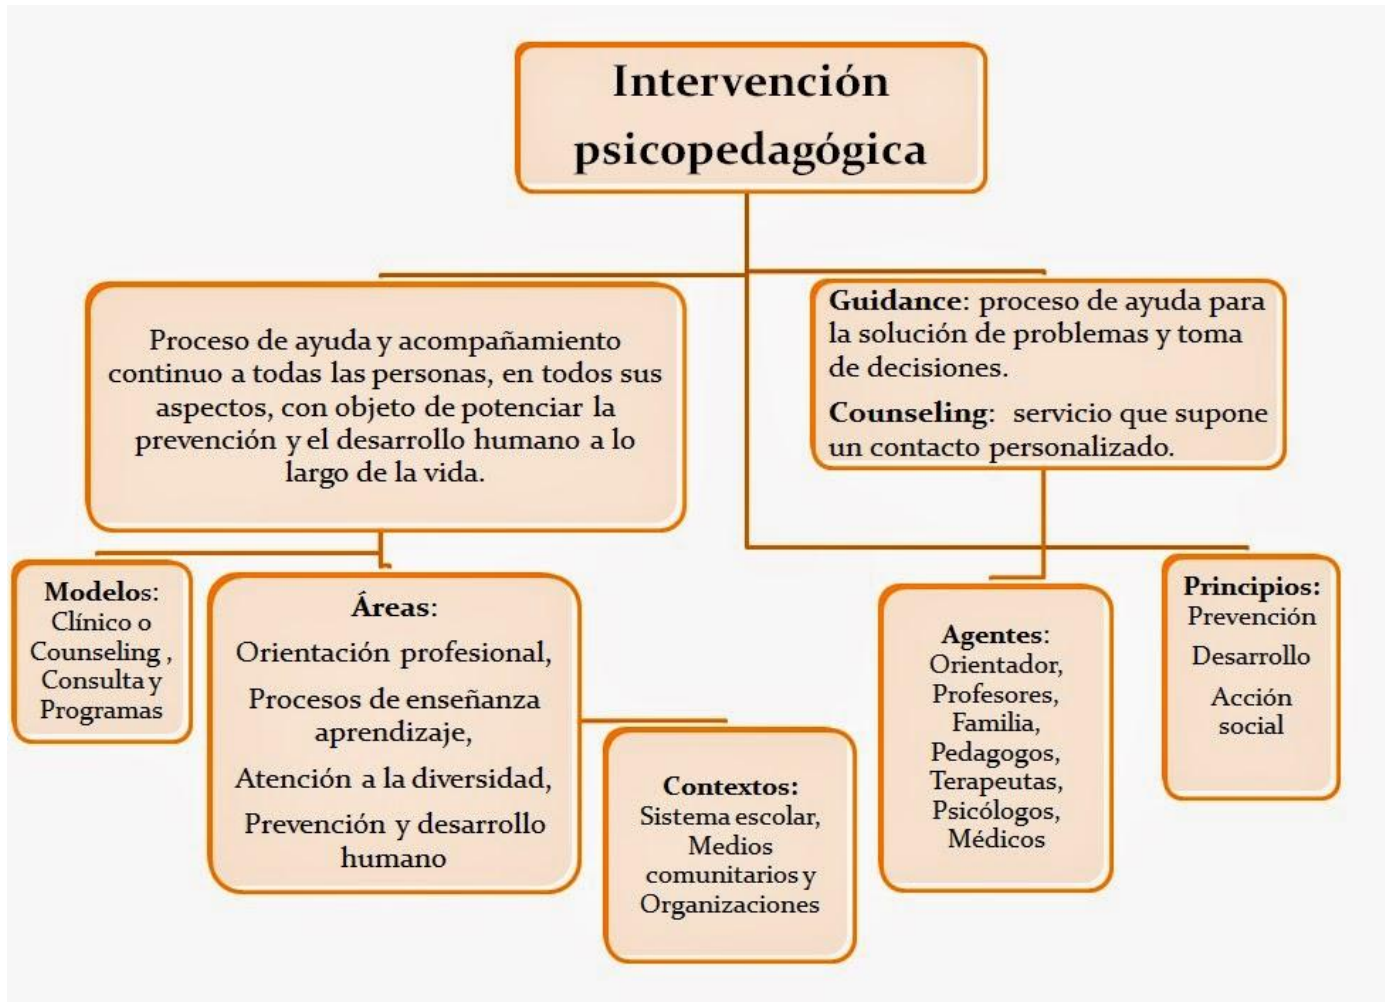 Intervención
psicopedagógica
Proceso de ayuda y acompañamiento
continuo a todas las personas, en todos sus
aspectos, con objeto de potenciar la
prevención y el desarrollo humano a lo
largo de la vida.
Guidance: proceso de ayuda para
la solución de problemas y toma
de decisiones.
Counseling: servicio que supone
un contacto personalizado.
Modelos:
Clínico o
Counseling ,
Consulta y
Programas
Áreas:
Orientación profesional,
Procesos de enseñanza
aprendizaje,
Atención a la diversidad,
Prevención y desarrollo
humano
Contextos:
Sistema escolar,
Medios
comunitarios y
Organizaciones
Agentes:
Orientador,
Profesores,
Familia,
Pedagogos,
Terapeutas,
Psicólogos,
Médicos
Principios:
Prevención
Desarrollo
Acción
social